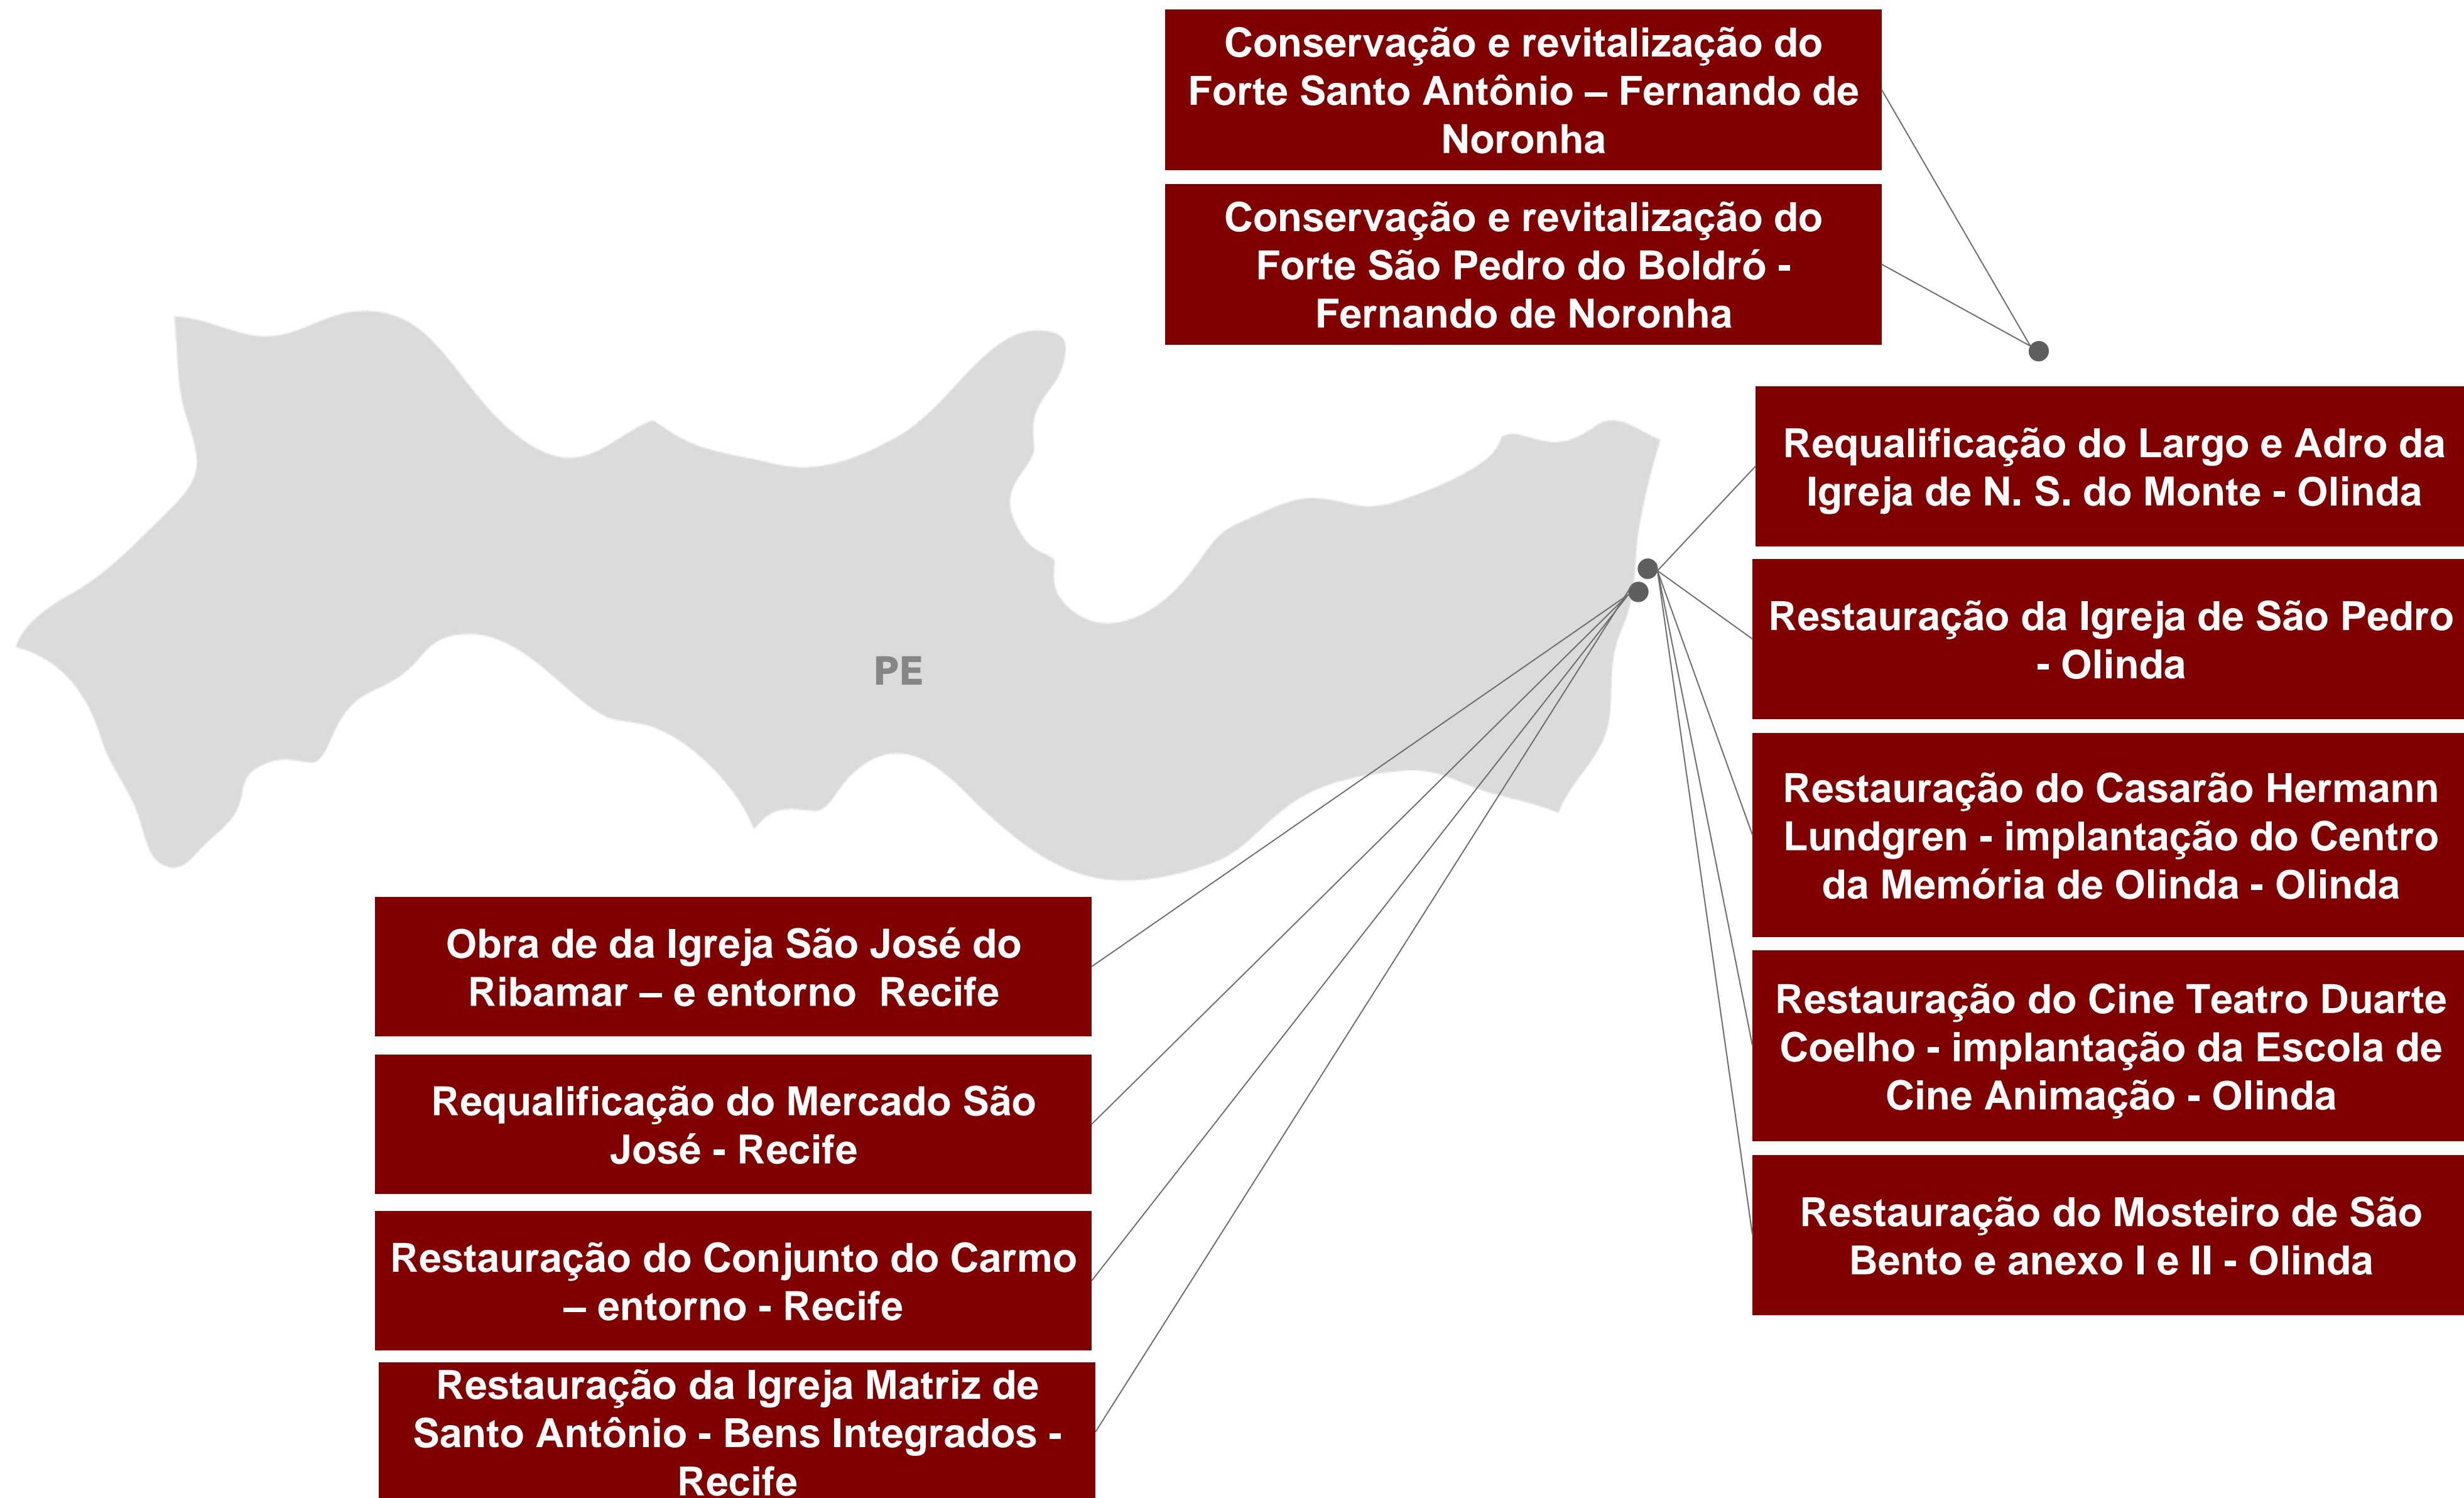 Conservação e revitalização do
Forte Santo Antônio – Fernando de
Noronha
Conservação e revitalização do
Forte São Pedro do Boldró -
Fernando de Noronha
Requalificação do Largo e Adro da
Igreja de N. S. do Monte - Olinda
Restauração da Igreja de São Pedro
- Olinda
PE
Restauração do Casarão Hermann
Lundgren - implantação do Centro
da Memória de Olinda - Olinda
Restauração do Cine Teatro Duarte
Coelho - implantação da Escola de
Cine Animação - Olinda
Restauração do Mosteiro de São
Bento e anexo I e II - Olinda
Obra de da Igreja São José do
Ribamar – e entorno  Recife
Requalificação do Mercado São
José - Recife
Restauração do Conjunto do Carmo
– entorno - Recife
Restauração da Igreja Matriz de
Santo Antônio - Bens Integrados -
Recife